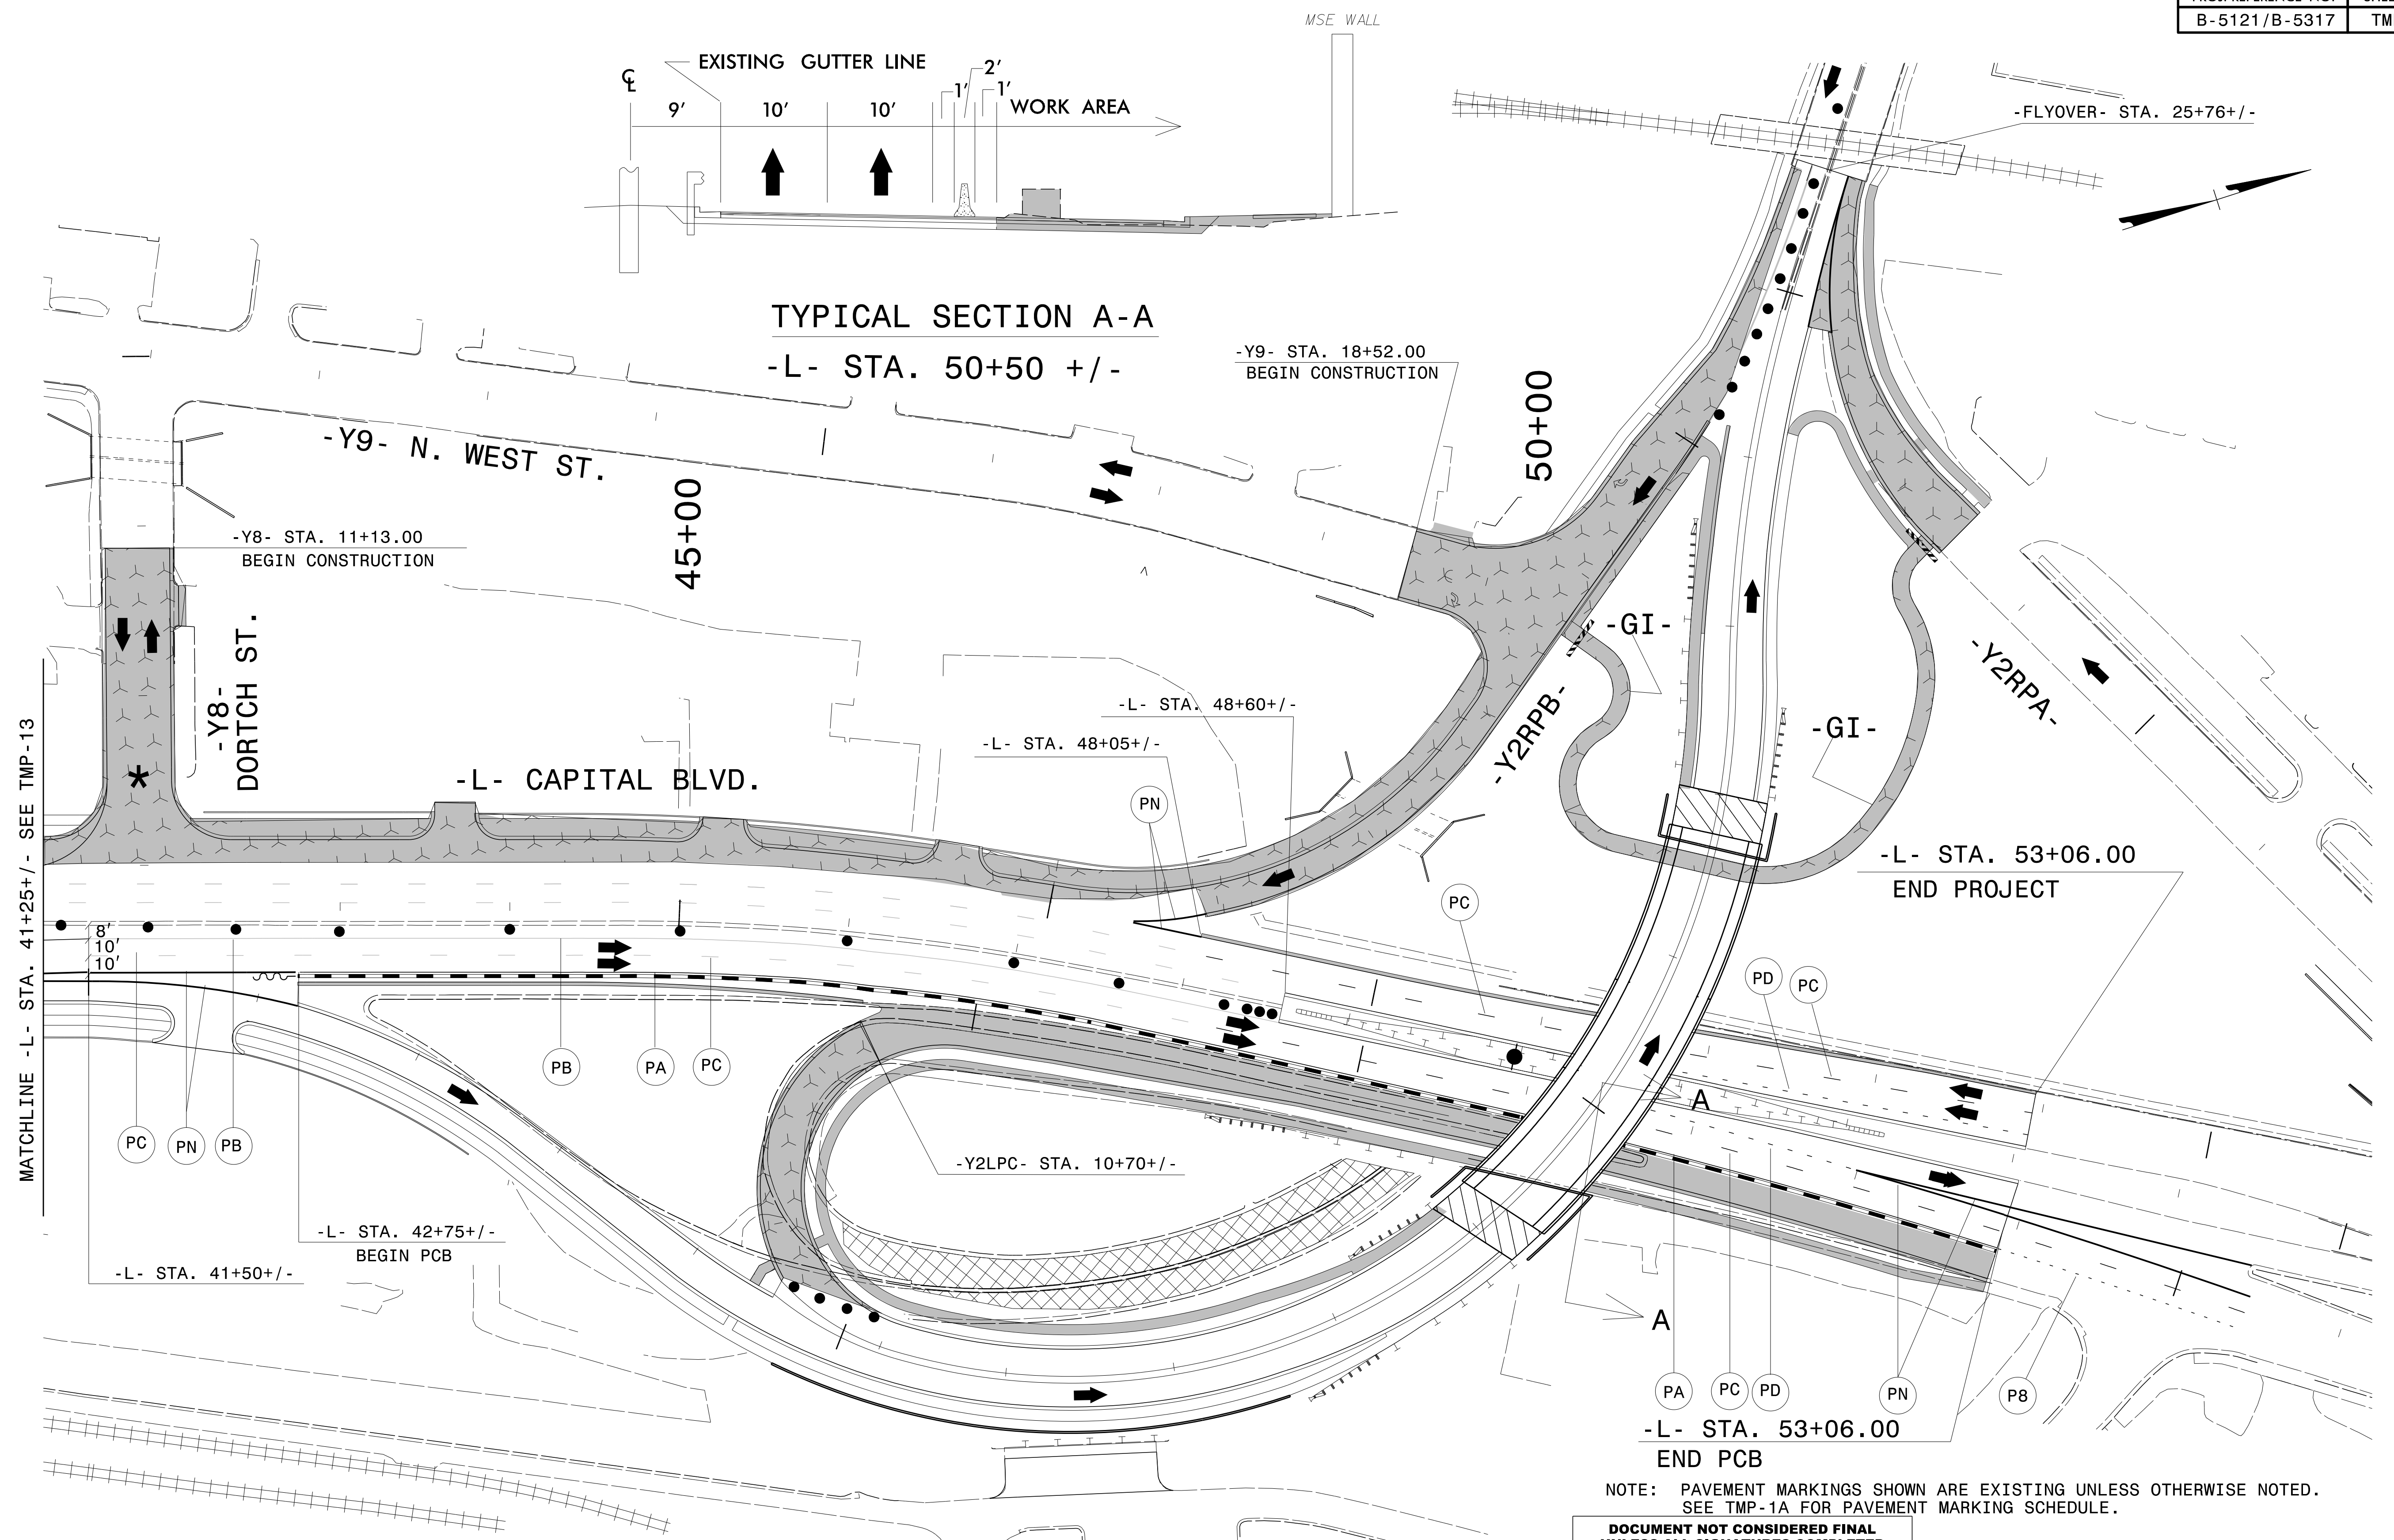 B-5121/B-5317
TM
MSE WALL
EXISTING GUTTER LINE
2'
1'
1'
WORK AREA
9'
10'
10'
TYPICAL SECTION A-A
-L- STA. 50+50 +/-
-FLYOVER- STA. 25+76+/-
-Y9- STA. 18+52.00
BEGIN CONSTRUCTION
50+00
-Y9- N. WEST ST.
45+00
-Y8- STA. 11+13.00
BEGIN CONSTRUCTION
-Y8-
DORTCH ST.
*
-L- CAPITAL BLVD.
-L- STA. 48+60+/-
-L- STA. 48+05+/-
PN
-Y2RPB-
-GI-
-GI-
-Y2RPA-
-L- STA. 53+06.00
END PROJECT
PC
PD
PC
MATCHLINE -L- STA. 41+25+/- SEE TMP-13
8'
10'
10'
PC
PN
PB
PB
PA
PC
A
-Y2LPC- STA. 10+70+/-
-L- STA. 42+75+/-
BEGIN PCB
-L- STA. 41+50+/-
A
PA
PC
PD
PN
P8
-L- STA. 53+06.00
END PCB
NOTE: PAVEMENT MARKINGS SHOWN ARE EXISTING UNLESS OTHERWISE NOTED.
SEE TMP-1A FOR PAVEMENT MARKING SCHEDULE.
DOCUMENT NOT CONSIDERED FINAL